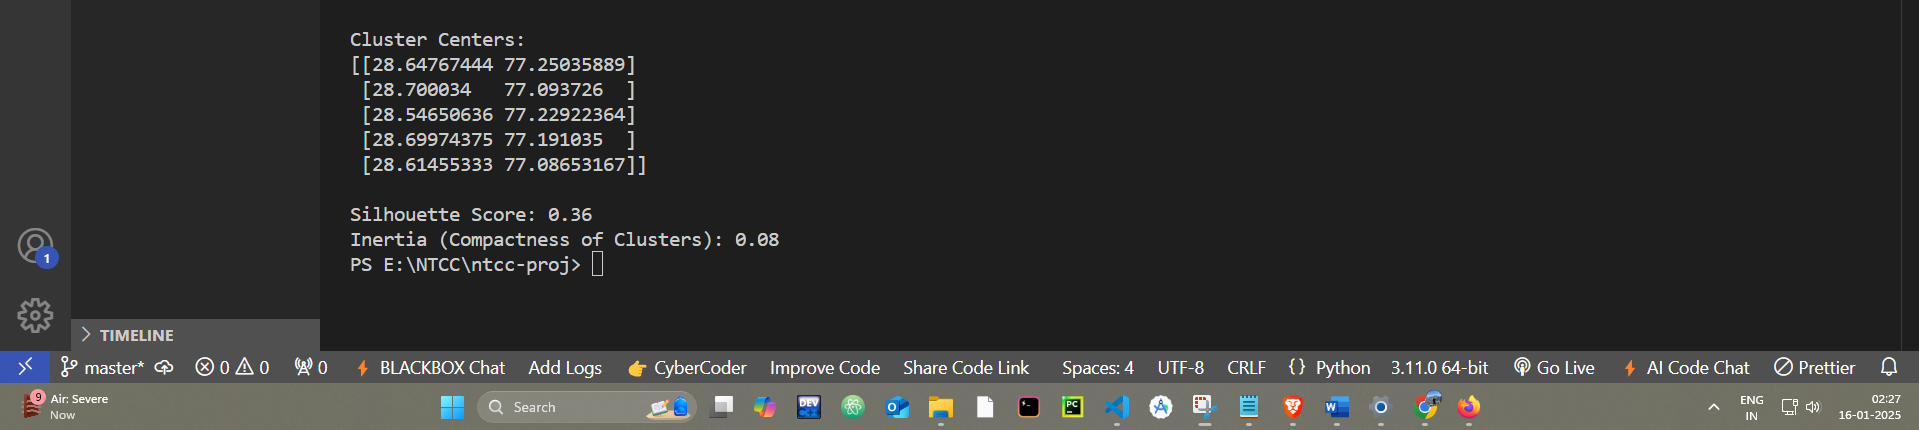 Cluster Centers:
[[28.64767444 77.25035889]
 [28.700034   77.093726  ]
 [28.54650636 77.22922364]
 [28.69974375 77.191035  ]
 [28.61455333 77.08653167]]
Silhouette Score: 0.36
Inertia (Compactness of Clusters): 0.08
PS E:\NTCC\ntcc-proj>
1
TIMELINE
master* 0 0 0 BLACKBOX Chat Add Logs CyberCoder Improve Code Share Code Link Spaces: 4 UTF-8 CRLF {} Python 3.11.0 64-bit Go Live AI Code Chat Prettier
9 Air: Severe
Now
Search
DEV
PC
W
ENG
IN
02:27
16-01-2025